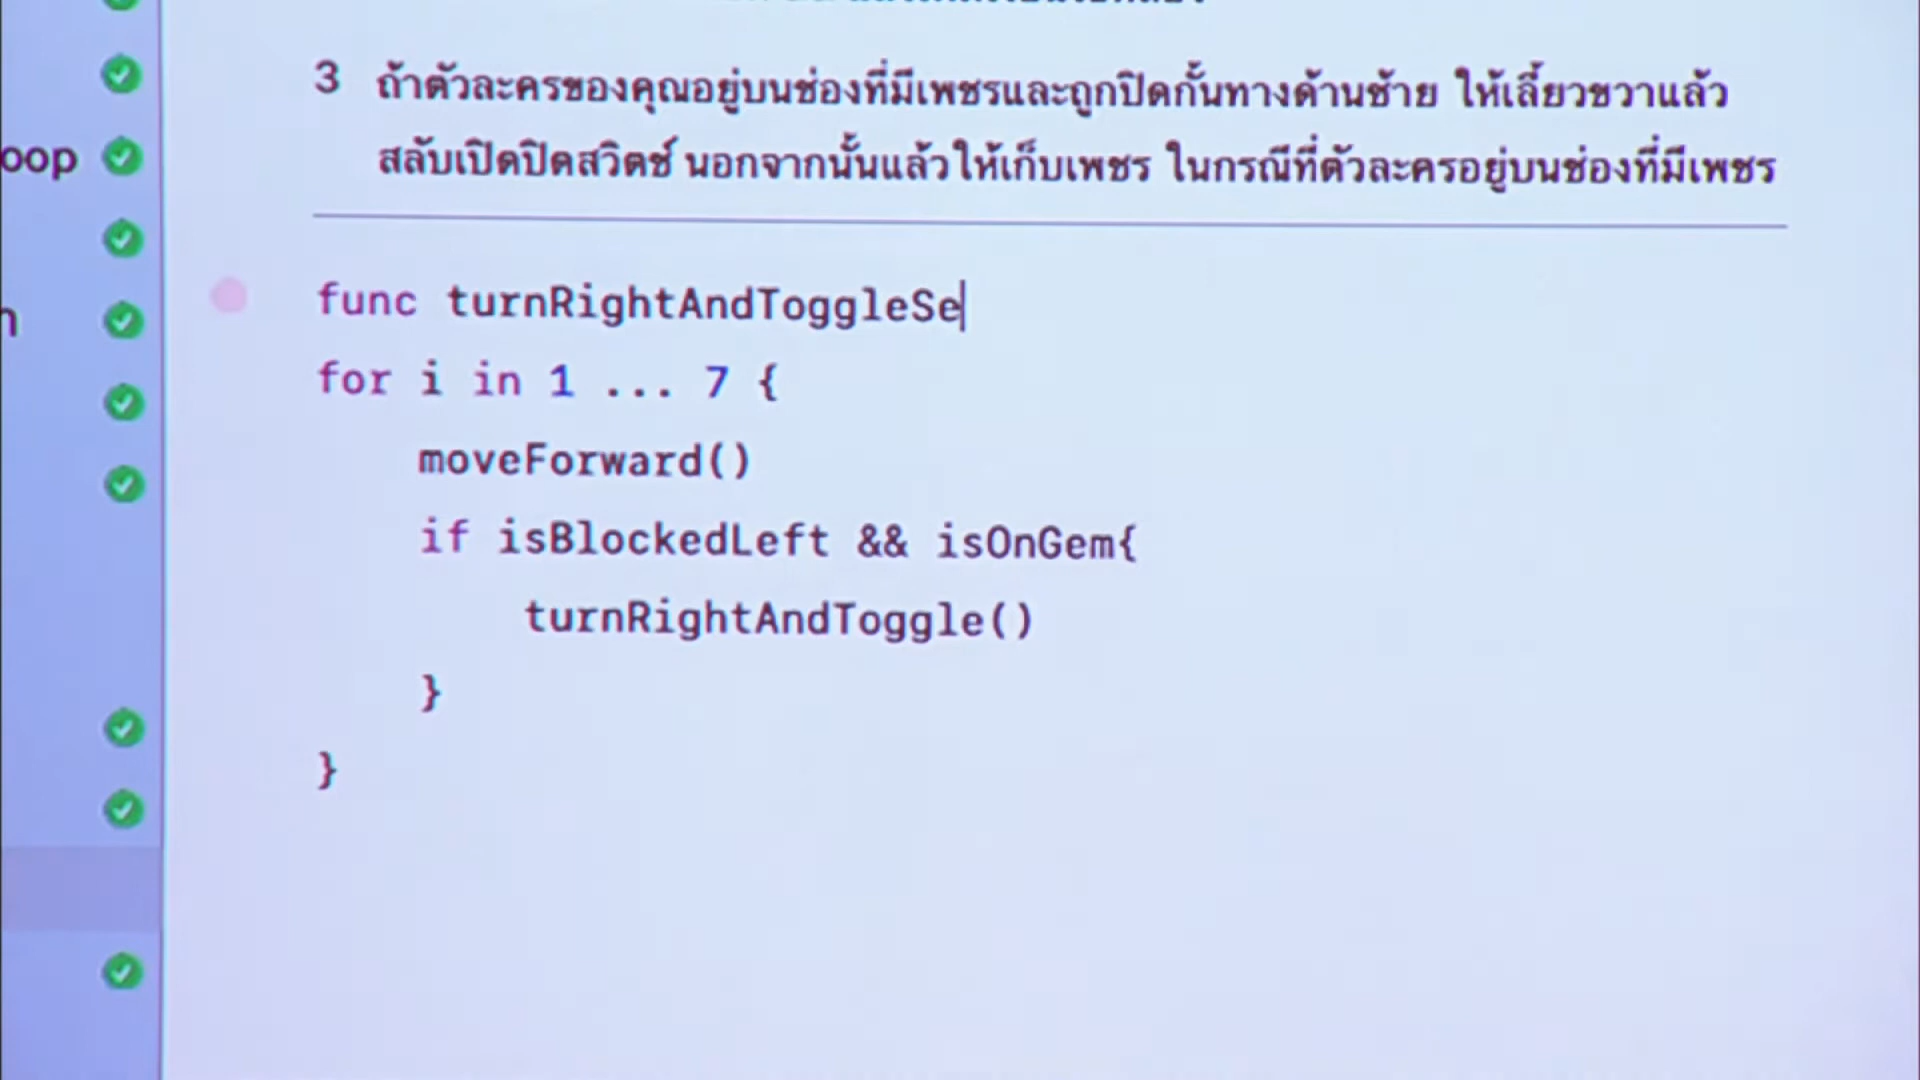 3 ถ้าตัวละครของคุณอยู่บนช่องที่มีเพชรและถูกปิดกั้นทางด้านซ้าย ให้เลี้ยวขวาแล้ว
สลับเปิดปิดสวิตช์ นอกจากนั้นแล้วให้เก็บเพชร ในกรณีที่ตัวละครอยู่บนช่องที่มีเพชร
func turnRightAndToggleSe
for i in 1 ... 7 {
moveForward()
if isBlockedLeft && isOnGem{
turnRightAndToggle()
}
}
oop